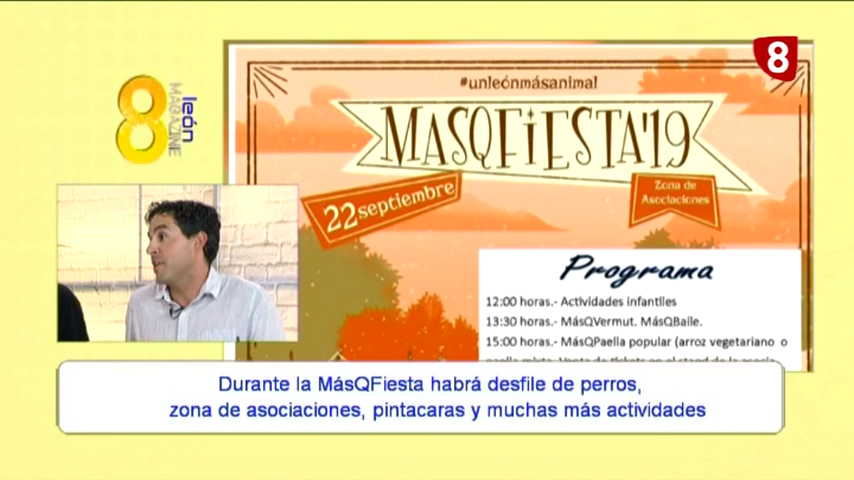 8
león
MAGAZINE
8
#unleónmásanimal
MASQFiESTA'19
22 septiembre
Zona de
Asociaciones
Programa
12:00 horas.- Actividades infantiles
13:30 horas.- MásQVermut. MásQBaile.
15:00 horas.- MásQPaella popular (arroz vegetariano o
Durante la MásQFiesta habrá desfile de perros,
zona de asociaciones, pintacaras y muchas más actividades